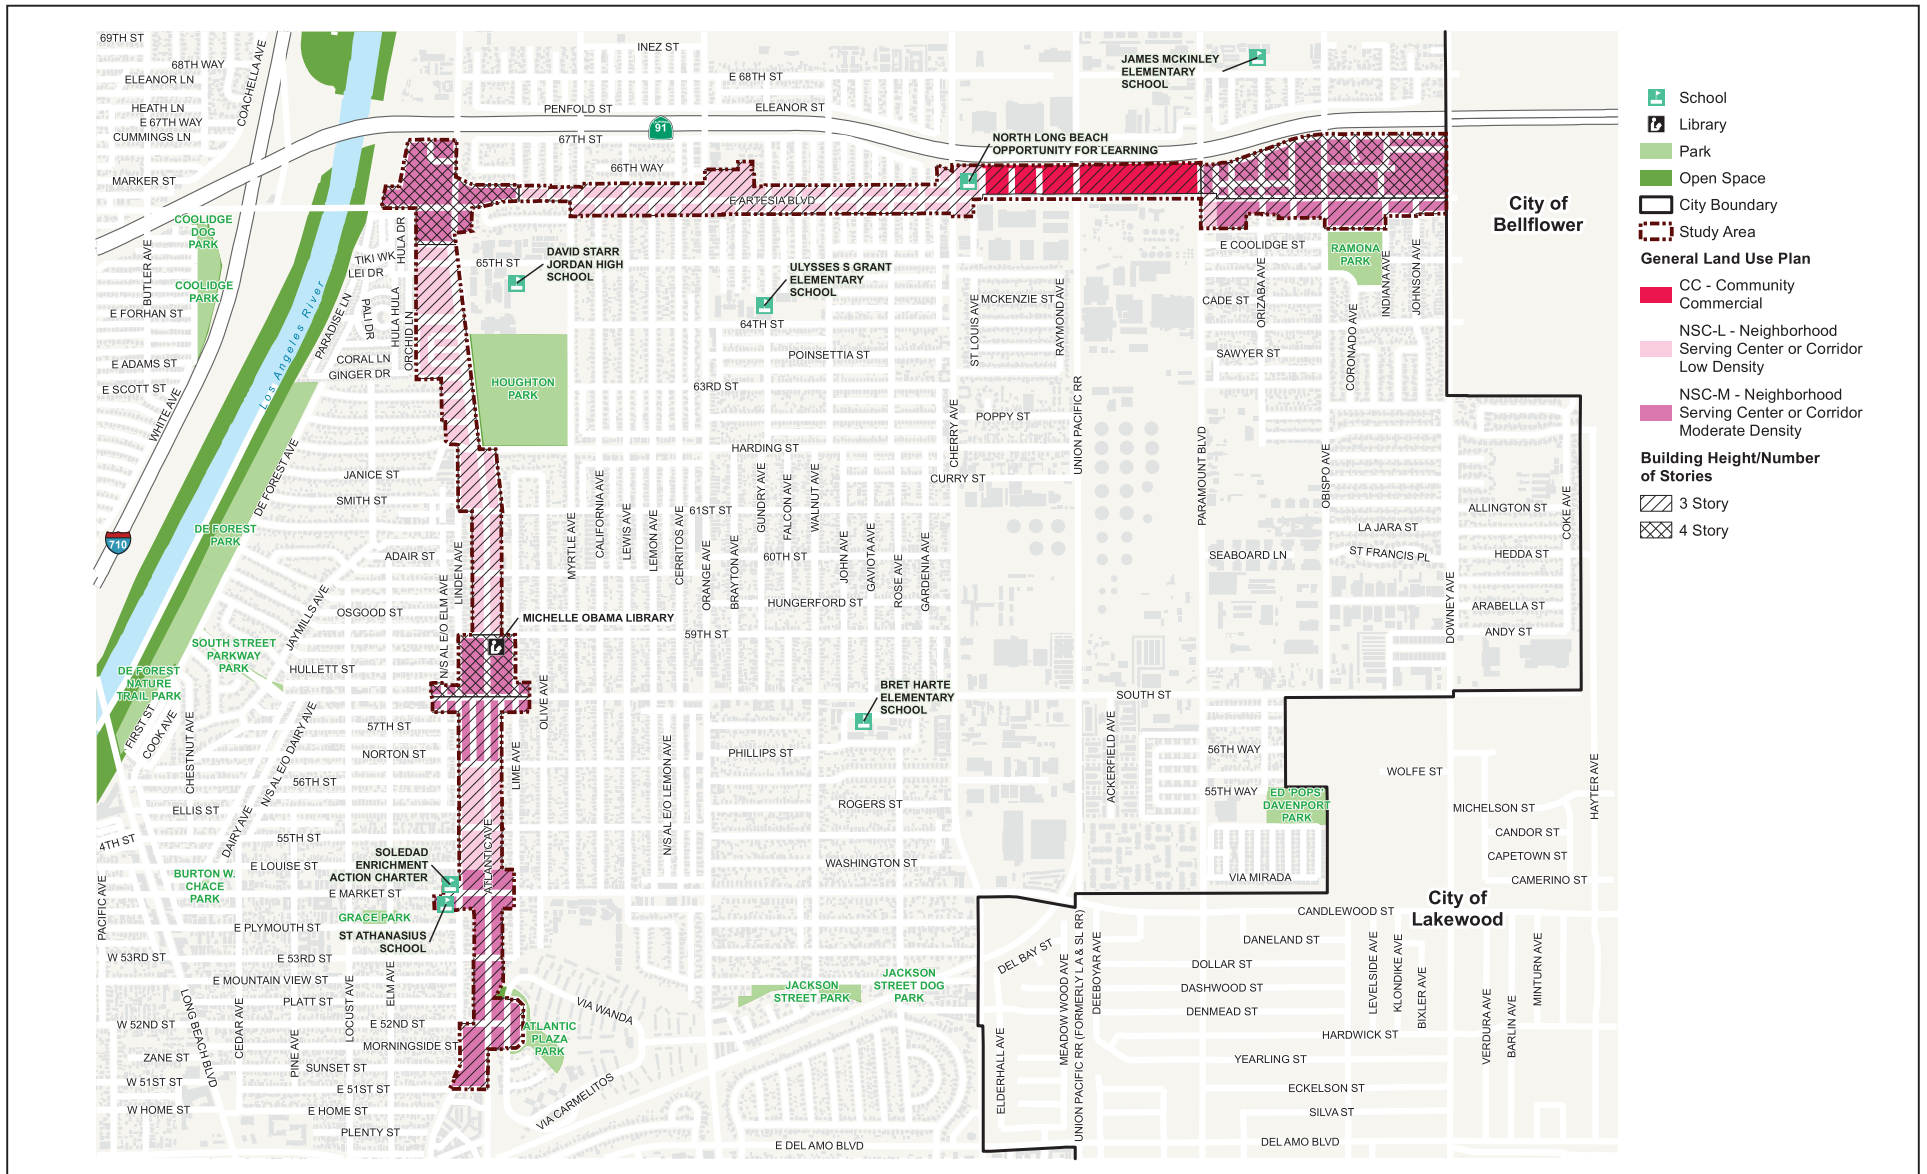 69TH ST
68TH WAY
ELEANOR LN
HEATH LN
E 67TH WAY
CUMMINGS LN
COACHELLA AVE
MARKER ST
INEZ ST
E 68TH ST
PENFOLD ST
ELEANOR ST
67TH ST
91
66TH WAY
E ARTESIA BLVD
JAMES MCKINLEY
ELEMENTARY
SCHOOL
NORTH LONG BEACH
OPPORTUNITY FOR LEARNING
City of
Bellflower
COOLIDGE
DOG
PARK
COOLIDGE
PARK
BUTLER AVE
E FORHAN ST
E ADAMS ST
E SCOTT ST
WHITE AVE
Los Angeles River
TIKI WK
LEI DR
HULA DR
PARADISE LN
PALI DR
HULA HULA
ORCHID LN
CORAL LN
GINGER DR
65TH ST
DAVID STARR
JORDAN HIGH
SCHOOL
ULYSSES S GRANT
ELEMENTARY
SCHOOL
64TH ST
POINSETTIA ST
63RD ST
HOUGHTON
PARK
HARDING ST
ST LOUIS AVE
MCKENZIE ST
RAYMOND AVE
CHERRY AVE
POPPY ST
CURRY ST
UNION PACIFIC RR
E COOLIDGE ST
RAMONA
PARK
CADE ST
ORIZABA AVE
SAWYER ST
CORONADO AVE
INDIANA AVE
JOHNSON AVE
PARAMOUNT BLVD
OBISPO AVE
710
DE FOREST AVE
DE FOREST
PARK
JANICE ST
SMITH ST
ADAIR ST
OSGOOD ST
JAYMILLS AVE
HULLETT ST
N/S AL E/O ELM AVE
LINDEN AVE
MYRTLE AVE
CALIFORNIA AVE
LEWIS AVE
LEMON AVE
CERRITOS AVE
61ST ST
ORANGE AVE
BRAYTON AVE
GUNDRY AVE
FALCON AVE
WALNUT AVE
60TH ST
JOHN AVE
GAVIOTA AVE
ROSE AVE
GARDENIA AVE
HUNGERFORD ST
59TH ST
MICHELLE OBAMA LIBRARY
SEABOARD LN
LA JARA ST
ST FRANCIS PL
DOWNEY AVE
ALLINGTON ST
COKE AVE
HEDDA ST
ARABELLA ST
ANDY ST
SOUTH STREET
PARKWAY
PARK
DE FOREST
NATURE
TRAIL PARK
FIRST ST
COOK AVE
CHESTNUT AVE
N/S AL E/O DAIRY AVE
57TH ST
NORTON ST
56TH ST
ELLIS ST
DAIRY AVE
55TH ST
4TH ST
E LOUISE ST
OLIVE AVE
LIME AVE
ATLANTIC AVE
N/S AL E/O LEMON AVE
BRET HARTE
ELEMENTARY
SCHOOL
PHILLIPS ST
ROGERS ST
WASHINGTON ST
SOUTH ST
ACKERFIELD AVE
56TH WAY
55TH WAY
ED 'POPS'
DAVENPORT
PARK
VIA MIRADA
WOLFE ST
MICHELSON ST
CANDOR ST
CAPETOWN ST
CAMERINO ST
HAYTER AVE
SOLEDAD
ENRICHMENT
ACTION CHARTER
E MARKET ST
BURTON W.
CHACE
PARK
GRACE PARK
E PLYMOUTH ST
ST ATHANASIUS
SCHOOL
PACIFIC AVE
W 53RD ST
E 53RD ST
E MOUNTAIN VIEW ST
PLATT ST
LONG BEACH BLVD
W 52ND ST
CEDAR AVE
PINE AVE
LOCUST AVE
ELM AVE
E 52ND ST
MORNINGSIDE ST
ZANE ST
SUNSET ST
W 51ST ST
E 51ST ST
W HOME ST
E HOME ST
PLENTY ST
VIA WANDA
ATLANTIC
PLAZA
PARK
VIA CARMELITOS
JACKSON
STREET PARK
JACKSON
STREET DOG
PARK
E DEL AMO BLVD
City of
Lakewood
CANDLEWOOD ST
DEL BAY ST
ELDERHALL AVE
MEADOW WOOD AVE
UNION PACIFIC RR (FORMERLY L A & SL RR)
DEEBOYAR AVE
DANELAND ST
DOLLAR ST
DASHWOOD ST
DENMEAD ST
LEVELSIDE AVE
KLONDIKE AVE
BIXLER AVE
HARDWICK ST
YEARLING ST
ECKELSON ST
SILVA ST
DEL AMO BLVD
VERDURA AVE
BARLIN AVE
MINTURN AVE
School
Library
Park
Open Space
City Boundary
Study Area
General Land Use Plan
CC - Community
Commercial
NSC-L - Neighborhood
Serving Center or Corridor
Low Density
NSC-M - Neighborhood
Serving Center or Corridor
Moderate Density
Building Height/Number
of Stories
3 Story
4 Story